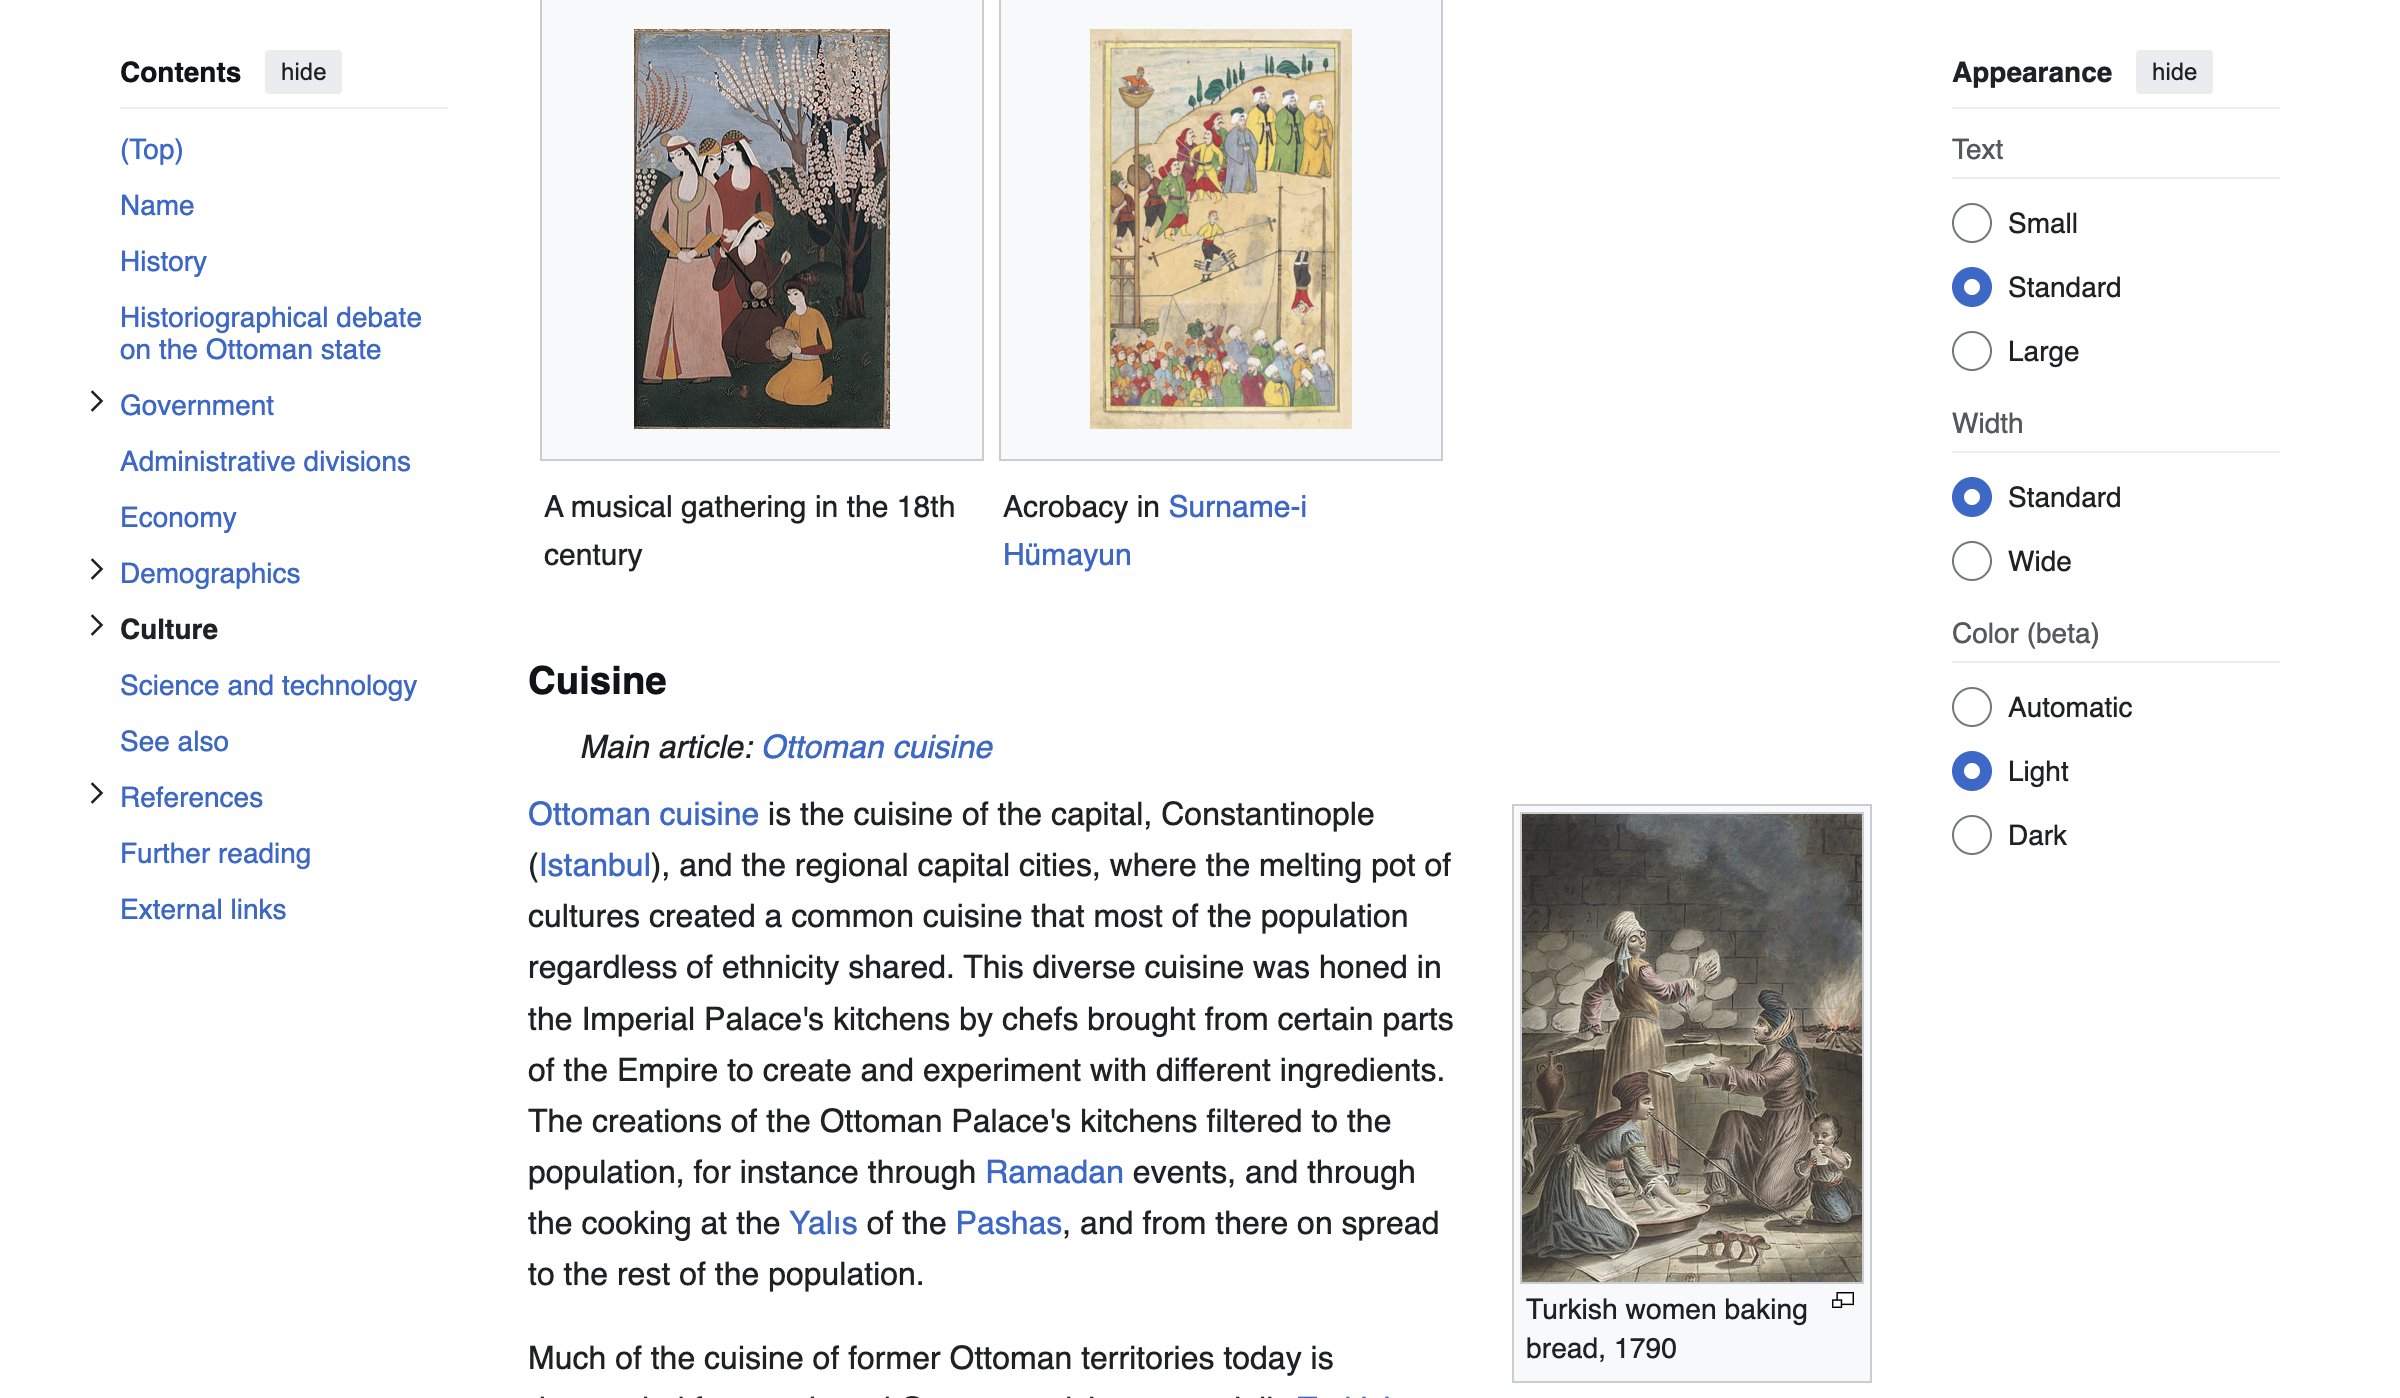 Contents hide
(Top)
Name
History
Historiographical debate
on the Ottoman state
Government
Administrative divisions
Economy
Demographics
Culture
Science and technology
See also
References
Further reading
External links
A musical gathering in the 18th
century
Acrobacy in Surname-i
Hümayun
Cuisine
Main article: Ottoman cuisine
Ottoman cuisine is the cuisine of the capital, Constantinople
(Istanbul), and the regional capital cities, where the melting pot of
cultures created a common cuisine that most of the population
regardless of ethnicity shared. This diverse cuisine was honed in
the Imperial Palace's kitchens by chefs brought from certain parts
of the Empire to create and experiment with different ingredients.
The creations of the Ottoman Palace's kitchens filtered to the
population, for instance through Ramadan events, and through
the cooking at the Yalıs of the Pashas, and from there on spread
to the rest of the population.
Much of the cuisine of former Ottoman territories today is
Turkish women baking
bread, 1790
Appearance hide
Text
Small
Standard
Large
Width
Standard
Wide
Color (beta)
Automatic
Light
Dark